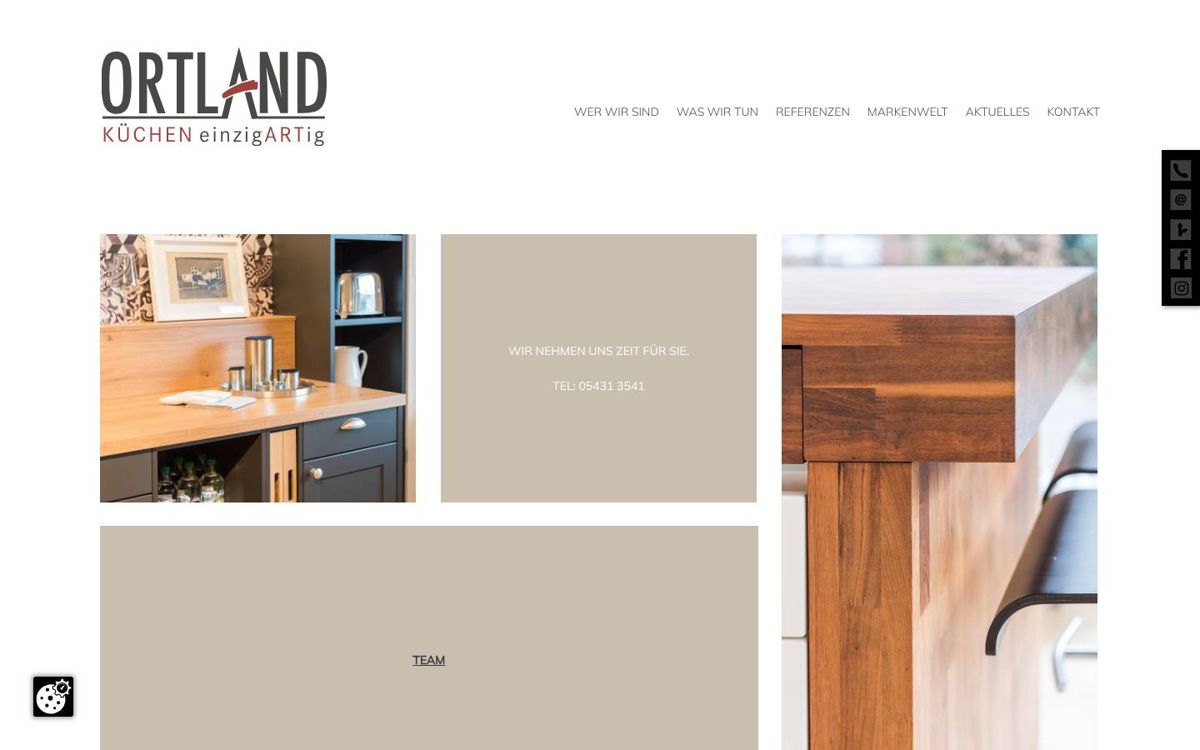 ORTLAND
KÜCHEN einzigARTig
WER WIR SIND WAS WIR TUN REFERENZEN MARKENWELT AKTUELLES KONTAKT
WIR NEHMEN UNS ZEIT FÜR SIE.
TEL: 05431 3541
TEAM